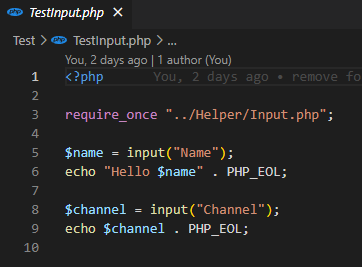 php TestInput.php ×
Test > php TestInput.php > ...
You, 2 days ago | 1 author (You)
1 <?php You, 2 days ago • remove fo
2
3 require_once "../Helper/Input.php";
4
5 $name = input("Name");
6 echo "Hello $name" . PHP_EOL;
7
8 $channel = input("Channel");
9 echo $channel . PHP_EOL;
10